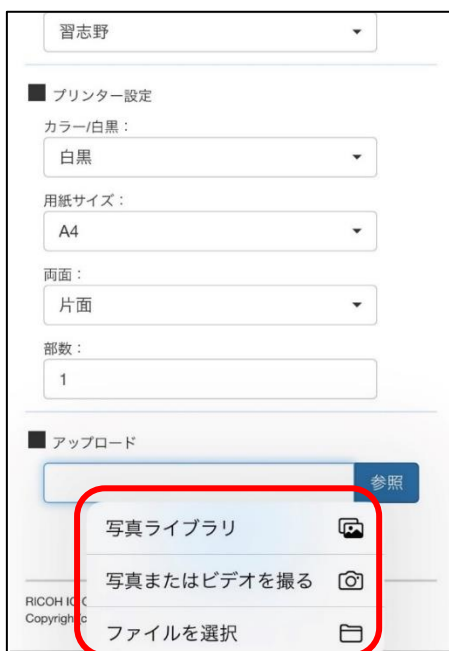 習志野
プリンター設定
カラー/白黒：
白黒
用紙サイズ：
A4
両面：
片面
部数：
1
アップロード
参照
写真ライブラリ
写真またはビデオを撮る
RICOH
Copyright
ファイルを選択